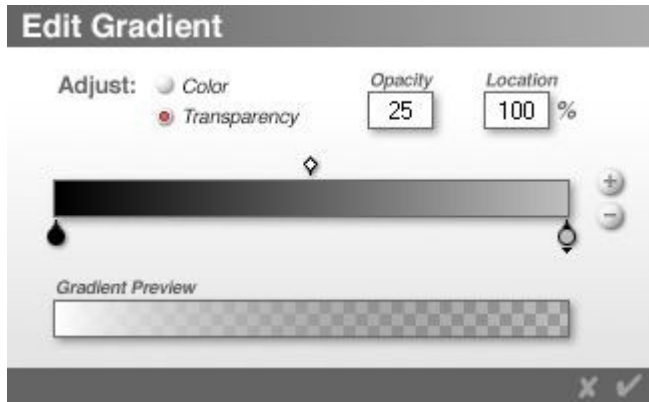 Edit Gradient
Adjust: Color
Transparency
Opacity
25
Location
100 %
Gradient Preview